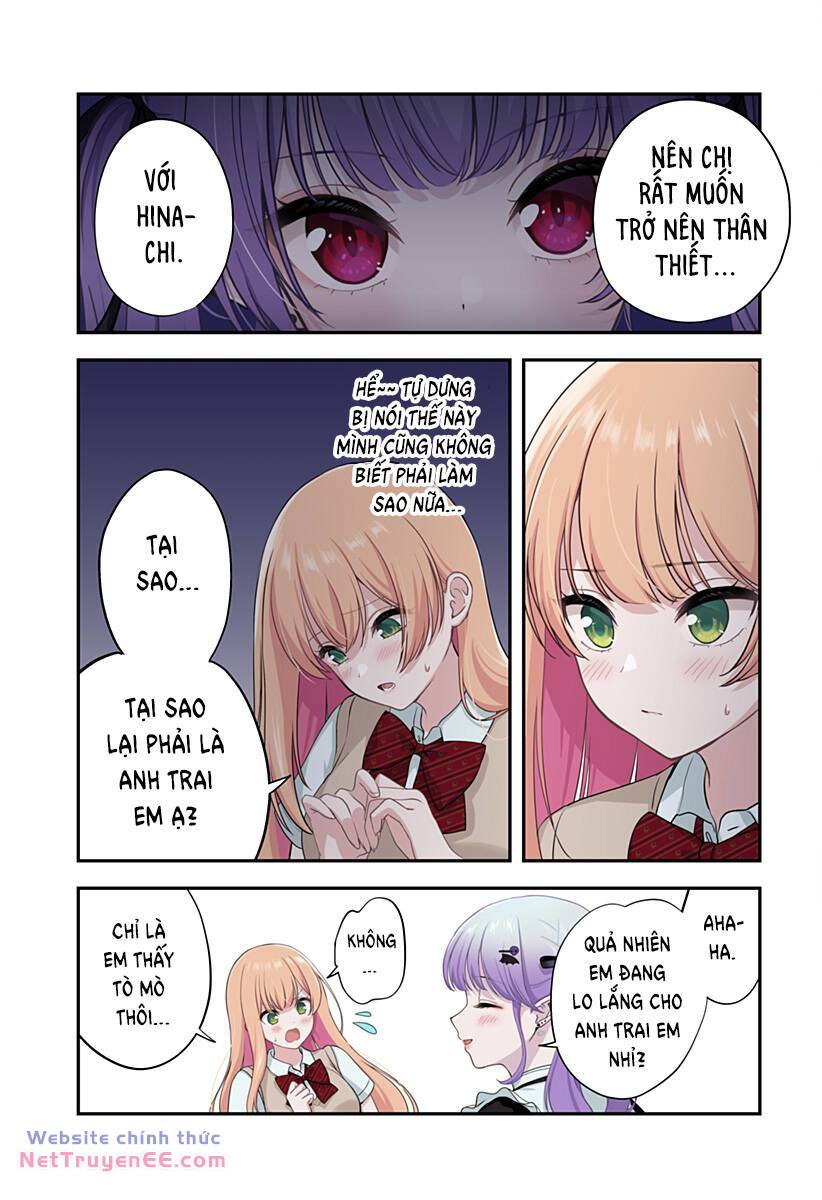 NÊN CHỊ
RẤT MUỐN
TRỞ NÊN THÂN
THIẾT...
VỚI
HINA-
CHI.
HỂ~~ TỰ DƯNG
BỊ NÓI THẾ NÀY
MÌNH CŨNG KHÔNG
BIẾT PHẢI LÀM
SAO NỮA...
TẠI
SAO...
TẠI SAO
LẠI PHẢI LÀ
ANH TRAI
EM Ạ?
AHA-
HA.
QUẢ NHIÊN
EM ĐANG
LO LẮNG CHO
ANH TRAI EM
NHỈ?
KHÔNG
...
CHỈ LÀ
EM THẤY
TÒ MÒ
THÔI...
Website chính thức
NetTruyenEE.com